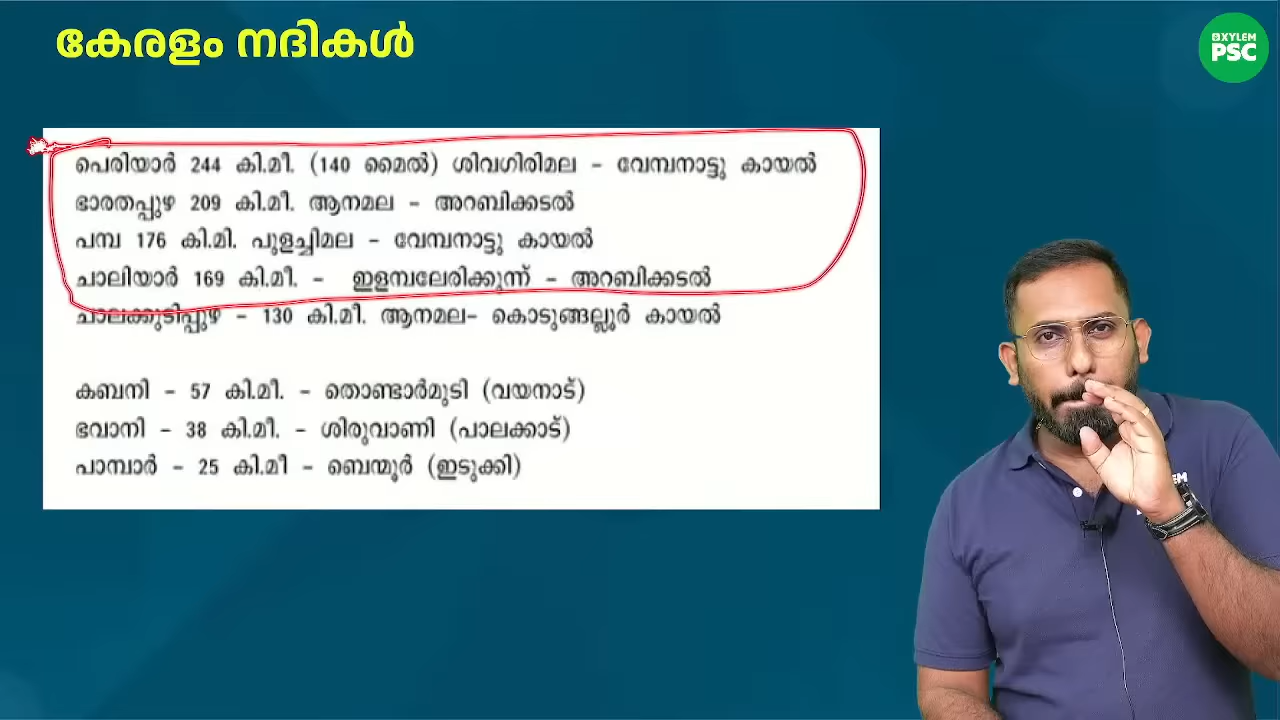 കേരളം നദികൾ
XYLEM
PSC
പെരിയാർ 244 കി.മീ. (140 മൈൽ) ശിവഗിരിമല – വേമ്പനാട്ടു കായൽ
ഭാരതപ്പുഴ 209 കി.മീ. ആനമല – അറബിക്കടൽ
പമ്പ 176 കി.മി. പുളച്ചിമല – വേമ്പനാട്ടു കായൽ
ചാലിയാർ 169 കി.മീ. – ഇളമ്പലേരിക്കുന്ന് – അറബിക്കടൽ
ചാലക്കുടിപ്പുഴ – 130 കി.മീ. ആനമല– കൊടുങ്ങല്ലൂർ കായൽ
കബനി – 57 കി.മീ. – തൊണ്ടാർമുടി (വയനാട്)
ഭവാനി – 38 കി.മീ. – ശിരുവാണി (പാലക്കാട്)
പാമ്പാർ – 25 കി.മീ – ബെന്മൂർ (ഇടുക്കി)